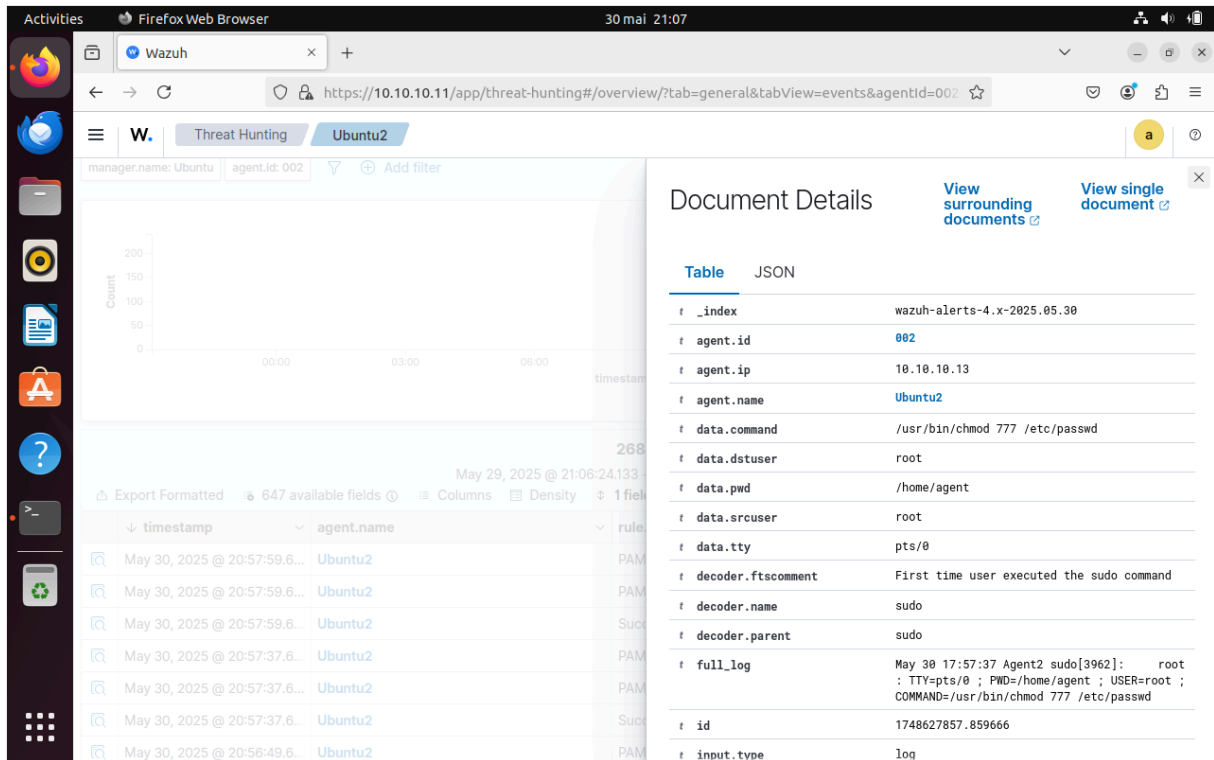 Activities Firefox Web Browser 30 mai 21:07
Wazuh
https://10.10.10.11/app/threat-hunting#/overview/?tab=general&tabView=events&agentId=002
W. Threat Hunting Ubuntu2 a
manager.name: Ubuntu agent.id: 002 Add filter
200
150
100
50
0
Count
00:00 03:00 06:00
timestam
268
May 29, 2025 @ 21:06:24.133 -
Export Formatted 647 available fields Columns Density 1 fiel
timestamp agent.name rule.
May 30, 2025 @ 20:57:59.6... Ubuntu2 PAM
May 30, 2025 @ 20:57:59.6... Ubuntu2 PAM
May 30, 2025 @ 20:57:59.6... Ubuntu2 Succ
May 30, 2025 @ 20:57:37.6... Ubuntu2 PAM
May 30, 2025 @ 20:57:37.6... Ubuntu2 PAM
May 30, 2025 @ 20:57:37.6... Ubuntu2 Succ
May 30, 2025 @ 20:56:49.6... Ubuntu2 PAM
Document Details
View surrounding documents
View single document
Table JSON
t _index wazuh-alerts-4.x-2025.05.30
t agent.id 002
t agent.ip 10.10.10.13
t agent.name Ubuntu2
t data.command /usr/bin/chmod 777 /etc/passwd
t data.dstuser root
t data.pwd /home/agent
t data.srcuser root
t data.tty pts/0
t decoder.ftscomment First time user executed the sudo command
t decoder.name sudo
t decoder.parent sudo
t full_log May 30 17:57:37 Agent2 sudo[3962]: root
: TTY=pts/0 ; PWD=/home/agent ; USER=root ;
COMMAND=/usr/bin/chmod 777 /etc/passwd
t id 1748627857.859666
t input.type log